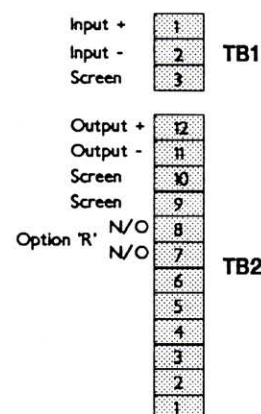 Input + 1
Input - 2 TB1
Screen 3
Output + 12
Output - 11
Screen 10
Screen 9
N/O 8
Option 'R'
N/O 7
6 TB2
5
4
3
2
1